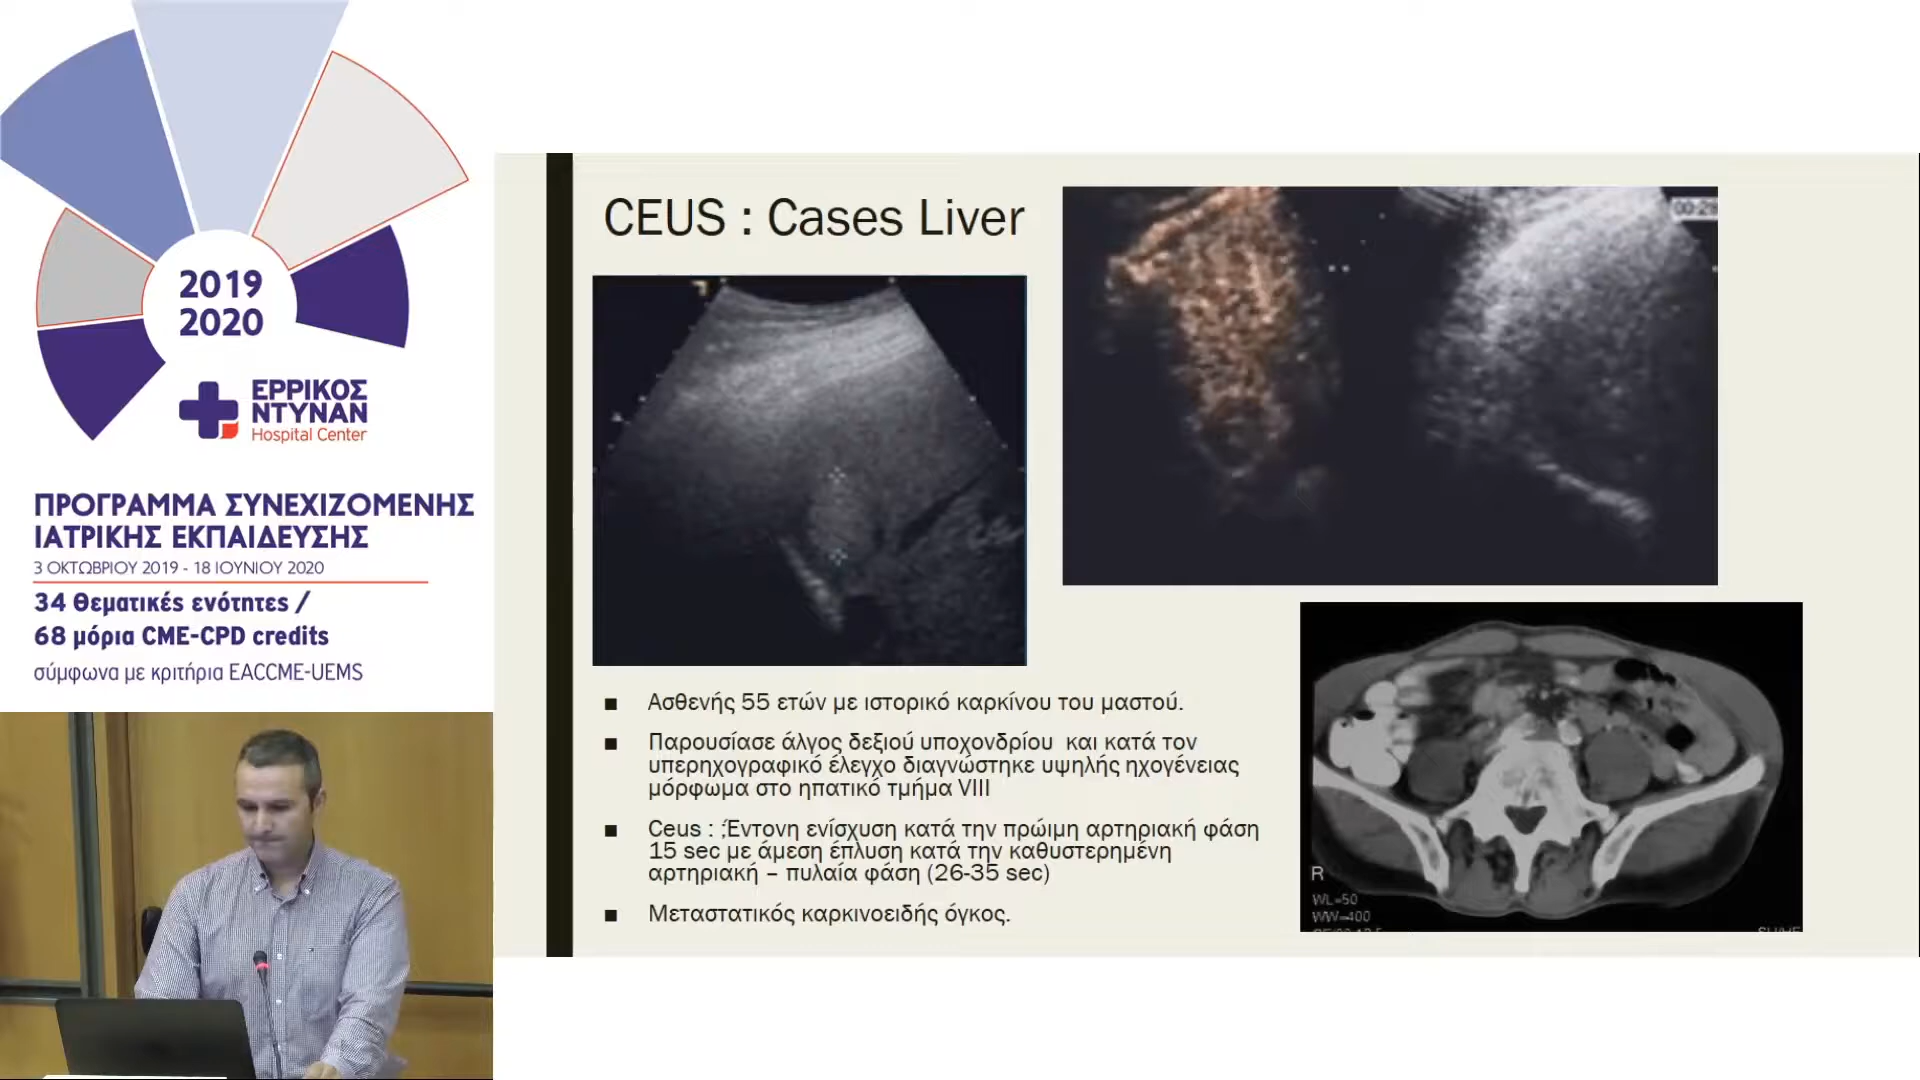 2019
2020
ΕΡΡΙΚΟΣ
ΝΤΥΝΑΝ
Hospital Center
ΠΡΟΓΡΑΜΜΑ ΣΥΝΕΧΙΖΟΜΕΝΗΣ
ΙΑΤΡΙΚΗΣ ΕΚΠΑΙΔΕΥΣΗΣ
3 ΟΚΤΩΒΡΙΟΥ 2019 - 18 ΙΟΥΝΙΟΥ 2020
34 Θεματικές ενότητες /
68 μόρια CME-CPD credits
σύμφωνα με κριτήρια EACCME-UEMS
CEUS : Cases Liver
■ Ασθενής 55 ετών με ιστορικό καρκίνου του μαστού.
■ Παρουσίασε άλγος δεξιού υποχονδρίου και κατά τον
υπερηχογραφικό έλεγχο διαγνώστηκε υψηλής ηχογένειας
μόρφωμα στο ηπατικό τμήμα VIII
■ Ceus : ;Έντονη ενίσχυση κατά την πρώιμη αρτηριακή φάση
15 sec με άμεση έπλυση κατά την καθυστερημένη
αρτηριακή – πυλαία φάση (26-35 sec)
■ Μεταστατικός καρκινοειδής όγκος.
R
WL=50
WW=400